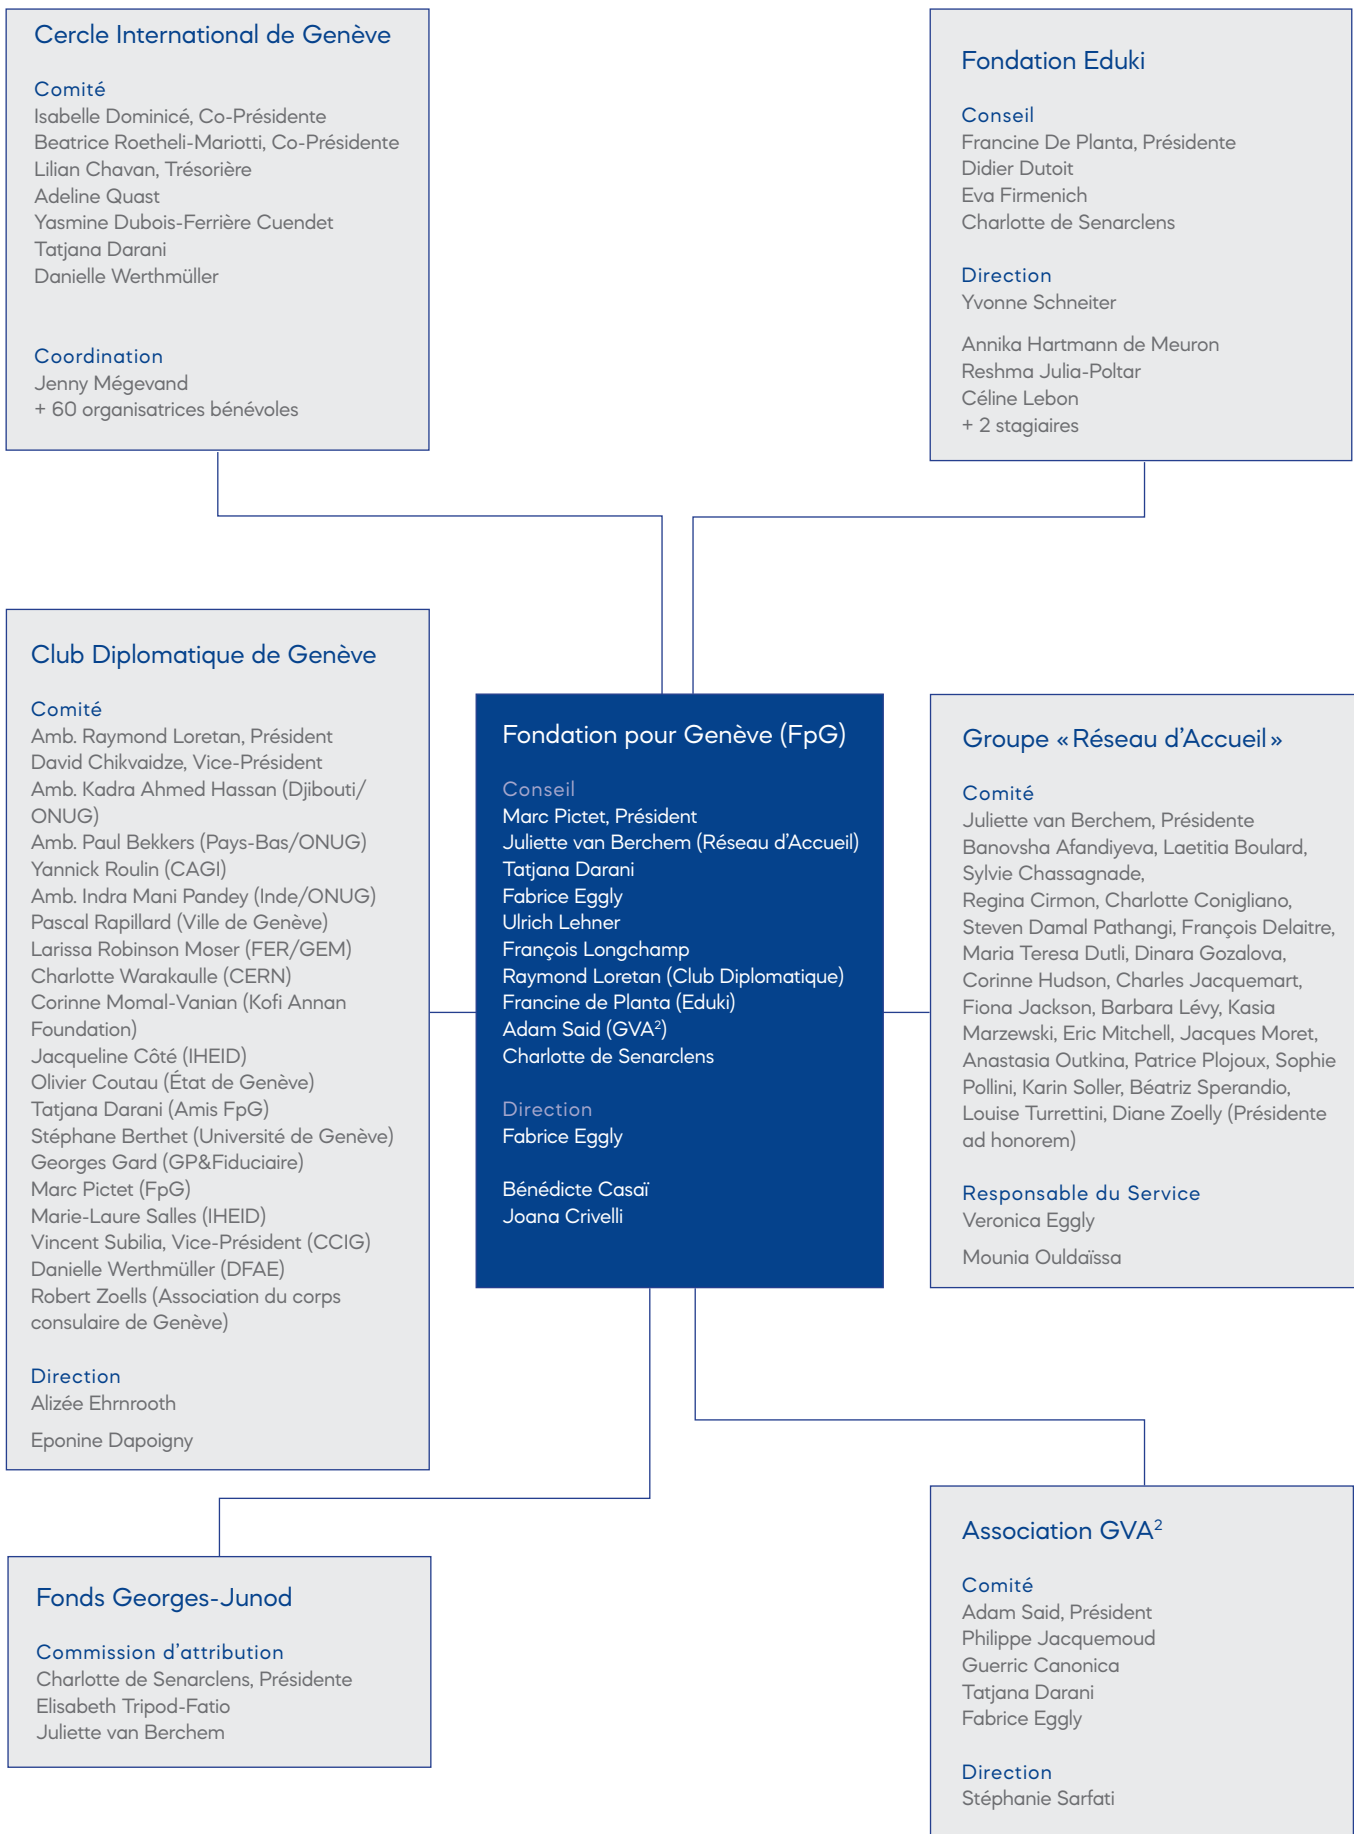 Cercle International de Genève
Comité
Isabelle Dominicé, Co-Présidente
Beatrice Roetheli-Mariotti, Co-Présidente
Lilian Chavan, Trésorière
Adeline Quast
Yasmine Dubois-Ferrière Cuendet
Tatjana Darani
Danielle Werthmüller
Coordination
Jenny Mégevand
+ 60 organisatrices bénévoles
Fondation Eduki
Conseil
Francine De Planta, Présidente
Didier Dutoit
Eva Firmenich
Charlotte de Senarclens
Direction
Yvonne Schneiter
Annika Hartmann de Meuron
Reshma Julia-Poltar
Céline Lebon
+ 2 stagiaires
Club Diplomatique de Genève
Comité
Amb. Raymond Loretan, Président
David Chikvaidze, Vice-Président
Amb. Kadra Ahmed Hassan (Djibouti/
ONUG)
Amb. Paul Bekkers (Pays-Bas/ONUG)
Yannick Roulin (CAGI)
Amb. Indra Mani Pandey (Inde/ONUG)
Pascal Rapillard (Ville de Genève)
Larissa Robinson Moser (FER/GEM)
Charlotte Warakaulle (CERN)
Corinne Momal-Vanian (Kofi Annan
Foundation)
Jacqueline Côté (IHEID)
Olivier Coutau (État de Genève)
Tatjana Darani (Amis FpG)
Stéphane Berthet (Université de Genève)
Georges Gard (GP&Fiduciaire)
Marc Pictet (FpG)
Marie-Laure Salles (IHEID)
Vincent Subilia, Vice-Président (CCIG)
Danielle Werthmüller (DFAE)
Robert Zoells (Association du corps
consulaire de Genève)
Direction
Alizée Ehrnrooth
Eponine Dapoigny
Fondation pour Genève (FpG)
Conseil
Marc Pictet, Président
Juliette van Berchem (Réseau d'Accueil)
Tatjana Darani
Fabrice Eggly
Ulrich Lehner
François Longchamp
Raymond Loretan (Club Diplomatique)
Francine de Planta (Eduki)
Adam Said (GVA²)
Charlotte de Senarclens
Direction
Fabrice Eggly
Bénédicte Casaï
Joana Crivelli
Groupe «Réseau d'Accueil»
Comité
Juliette van Berchem, Présidente
Banovsha Afandiyeva, Laetitia Boulard,
Sylvie Chassagnade,
Regina Cirmon, Charlotte Conigliano,
Steven Damal Pathangi, François Delaitre,
Maria Teresa Dutli, Dinara Gozalova,
Corinne Hudson, Charles Jacquemart,
Fiona Jackson, Barbara Lévy, Kasia
Marzewski, Eric Mitchell, Jacques Moret,
Anastasia Outkina, Patrice Plojoux, Sophie
Pollini, Karin Soller, Béatriz Sperandio,
Louise Turrettini, Diane Zoelly (Présidente
ad honorem)
Responsable du Service
Veronica Eggly
Mounia Ouldaïssa
Fonds Georges-Junod
Commission d'attribution
Charlotte de Senarclens, Présidente
Elisabeth Tripod-Fatio
Juliette van Berchem
Association GVA²
Comité
Adam Said, Président
Philippe Jacquemoud
Guerric Canonica
Tatjana Darani
Fabrice Eggly
Direction
Stéphanie Sarfati